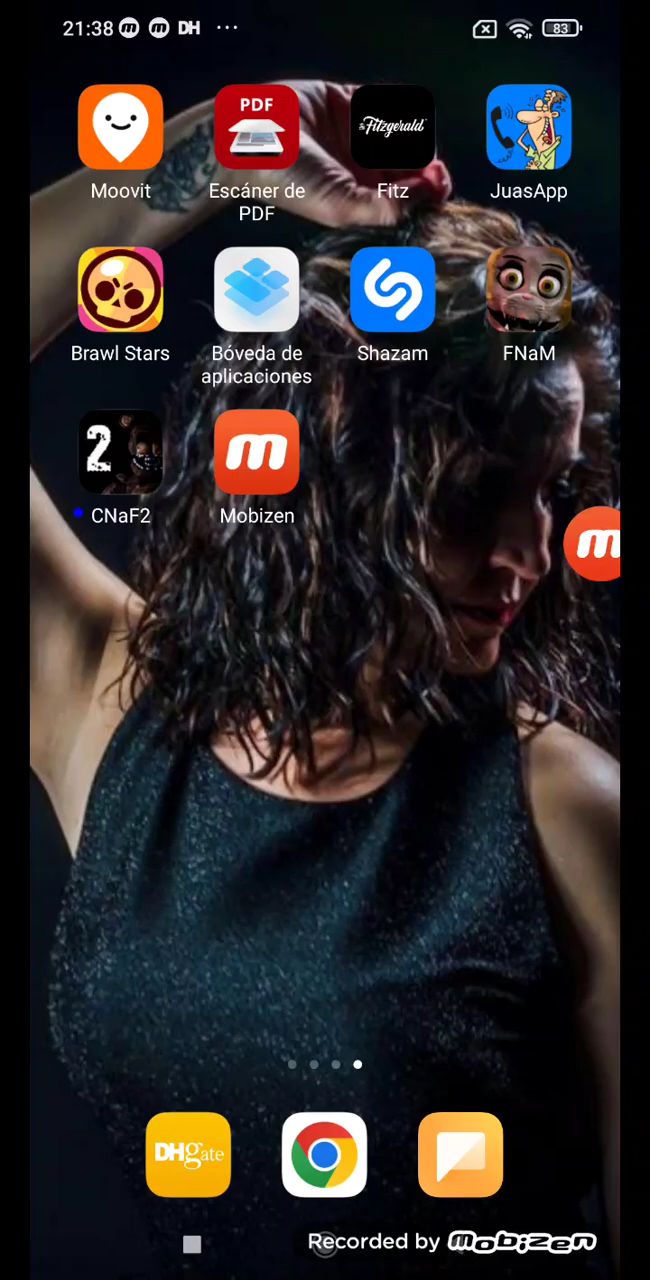 21:38 m m DH ... 83
PDF
The Fitzgerald
Moovit Escáner de PDF Fitz JuasApp
Brawl Stars Bóveda de aplicaciones Shazam FNaM
2
m
CNaF2 Mobizen
m
DHgate
Recorded by mobizen